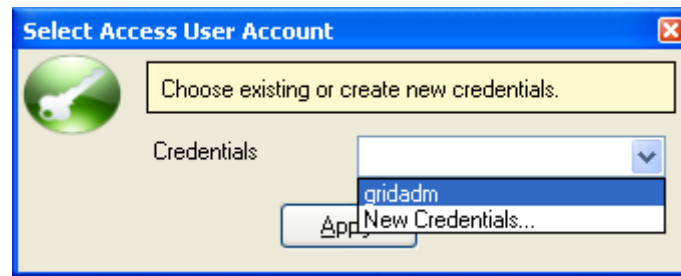 Select Access User Account
Choose existing or create new credentials.
Credentials
gridadm
New Credentials...